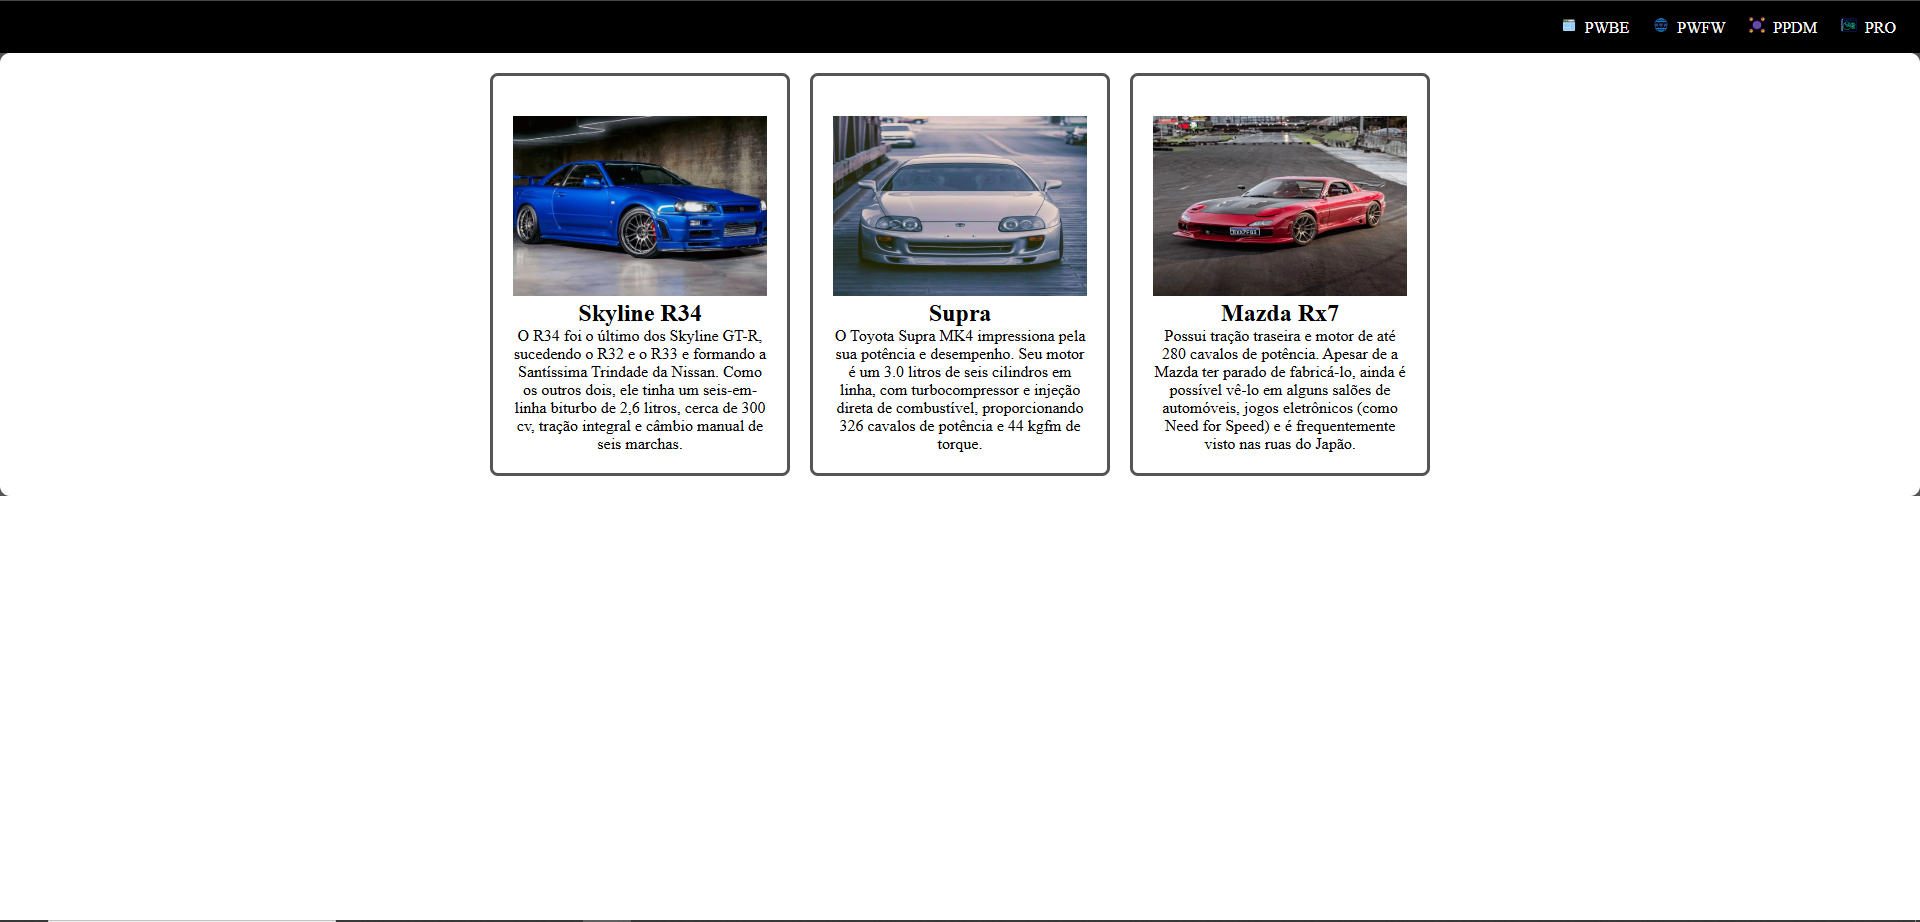 PWBE PWFW PPDM PRO
Skyline R34
O R34 foi o último dos Skyline GT-R,
sucedendo o R32 e o R33 e formando a
Santíssima Trindade da Nissan. Como
os outros dois, ele tinha um seis-em-
linha biturbo de 2,6 litros, cerca de 300
cv, tração integral e câmbio manual de
seis marchas.
Supra
O Toyota Supra MK4 impressiona pela
sua potência e desempenho. Seu motor
é um 3.0 litros de seis cilindros em
linha, com turbocompressor e injeção
direta de combustível, proporcionando
326 cavalos de potência e 44 kgfm de
torque.
Mazda Rx7
Possui tração traseira e motor de até
280 cavalos de potência. Apesar de a
Mazda ter parado de fabricá-lo, ainda é
possível vê-lo em alguns salões de
automóveis, jogos eletrônicos (como
Need for Speed) e é frequentemente
visto nas ruas do Japão.